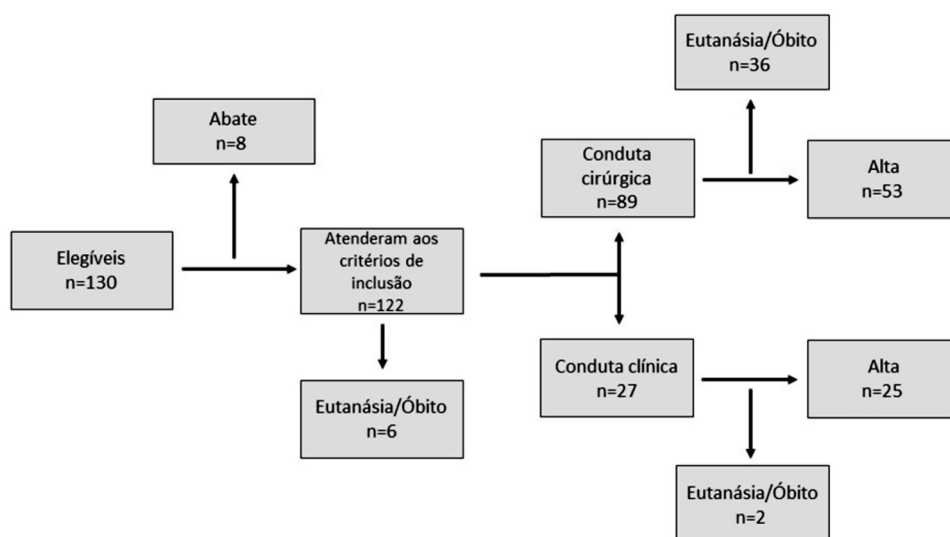 Elegíveis
n=130
Abate
n=8
Atenderam aos
critérios de
inclusão
n=122
Eutanásia/Óbito
n=6
Conduta
cirúrgica
n=89
Eutanásia/Óbito
n=36
Alta
n=53
Conduta clínica
n=27
Alta
n=25
Eutanásia/Óbito
n=2